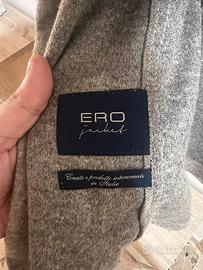 ERO
jacket
Creato e prodotto interamente
in Italia